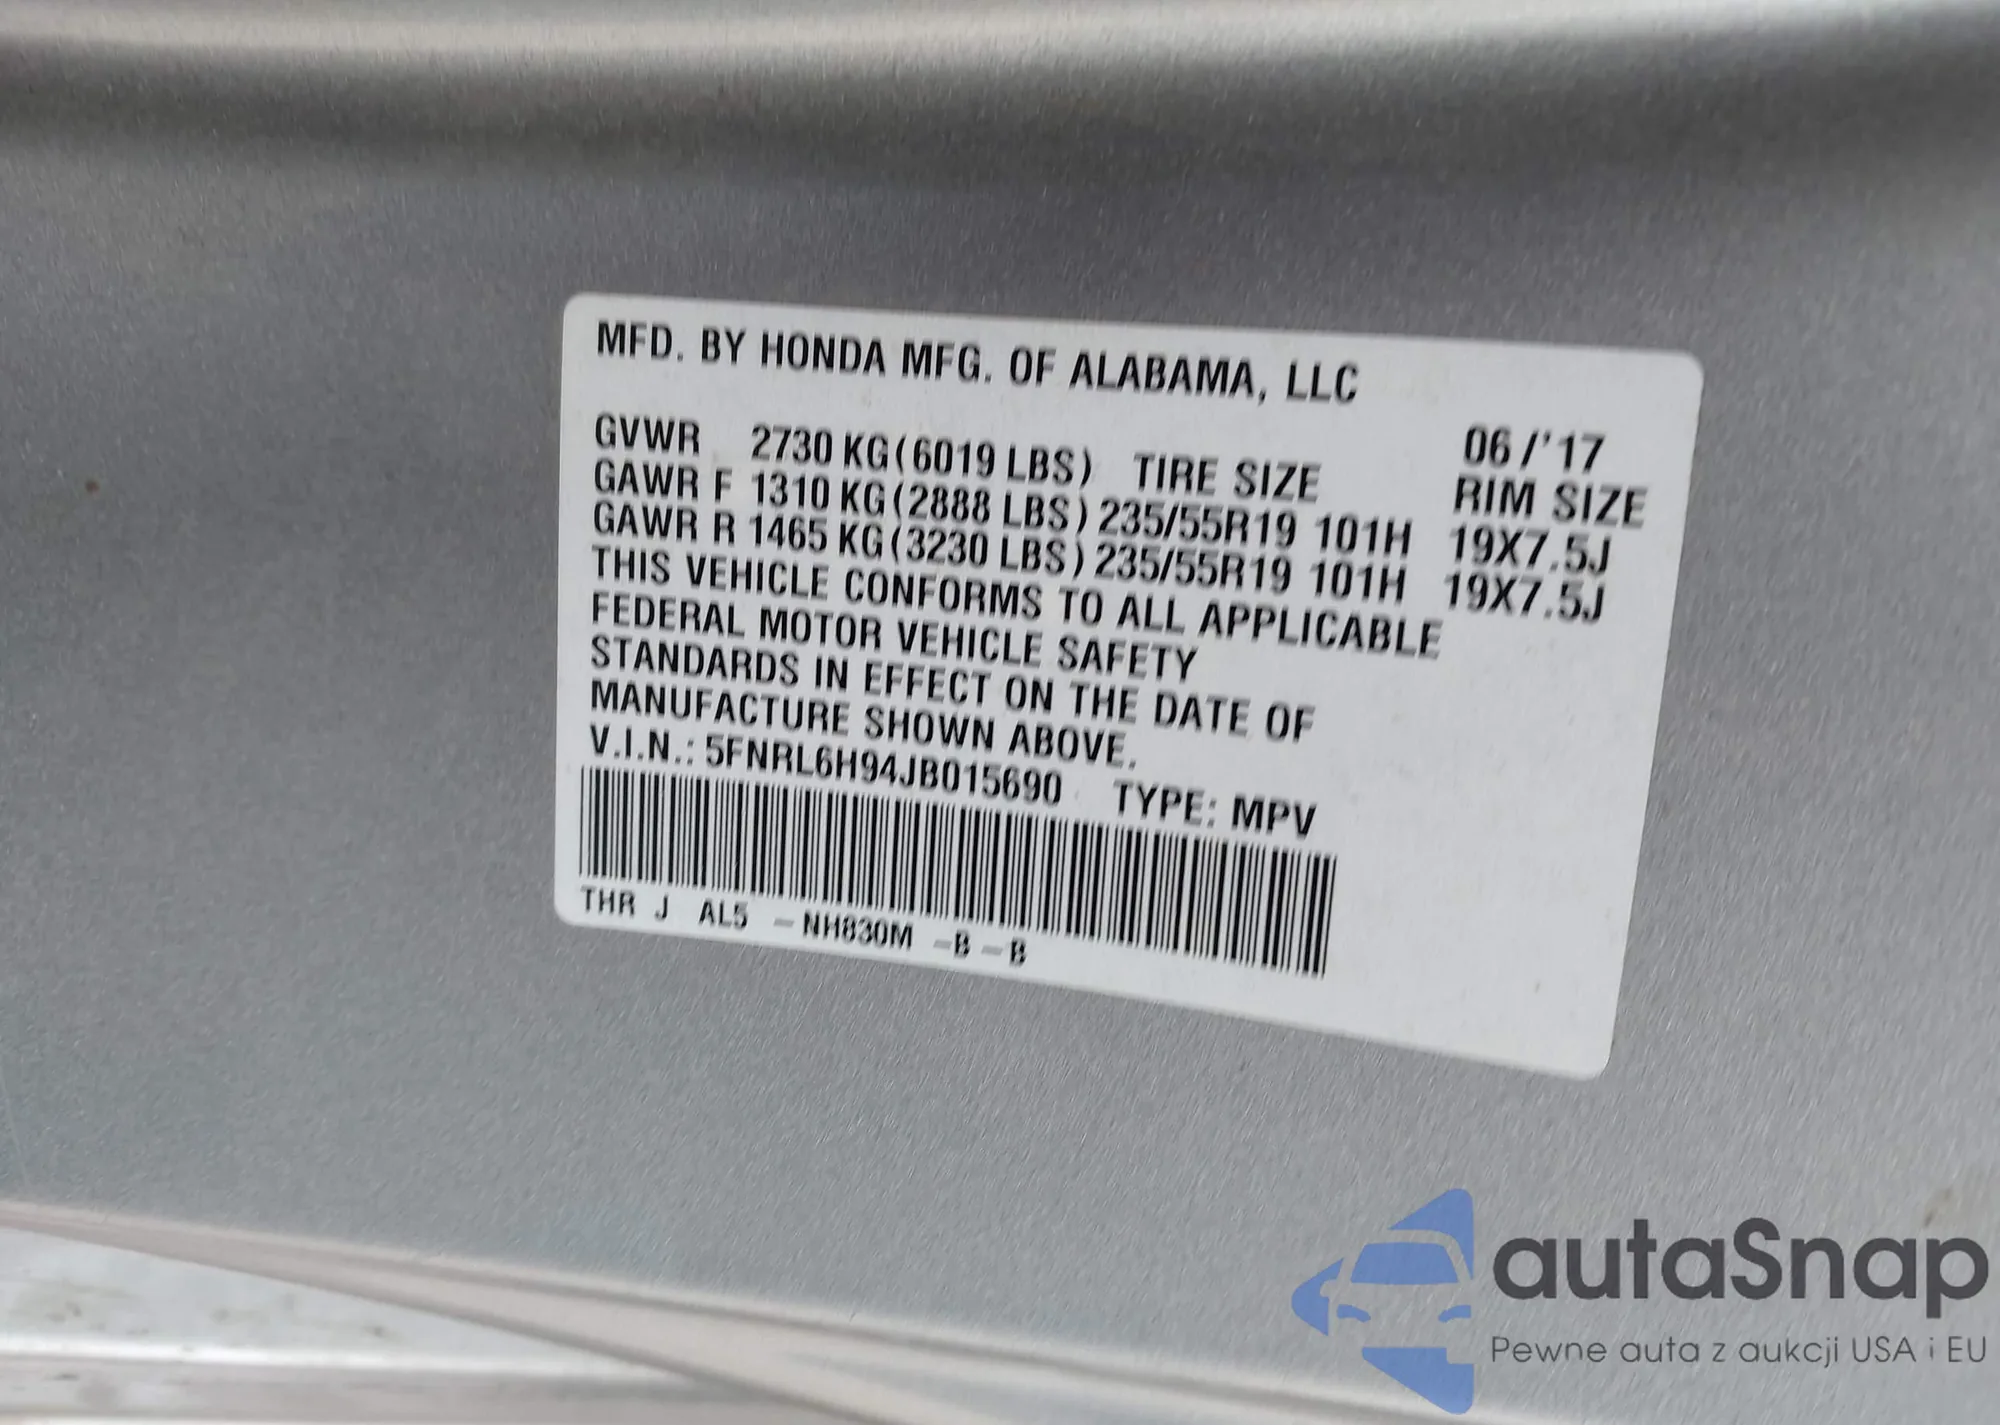 MFD. BY HONDA MFG. OF ALABAMA, LLC
06/'17
GVWR 2730 KG(6019 LBS) TIRE SIZE RIM SIZE
GAWR F 1310 KG(2888 LBS) 235/55R19 101H 19X7.5J
GAWR R 1465 KG(3230 LBS) 235/55R19 101H 19X7.5J
THIS VEHICLE CONFORMS TO ALL APPLICABLE
FEDERAL MOTOR VEHICLE SAFETY
STANDARDS IN EFFECT ON THE DATE OF
MANUFACTURE SHOWN ABOVE.
V.I.N.: 5FNRL6H94JB015690 TYPE: MPV
THR J AL5 -NH830M -B-B
autaSnap
Pewne auta z aukcji USA i EU